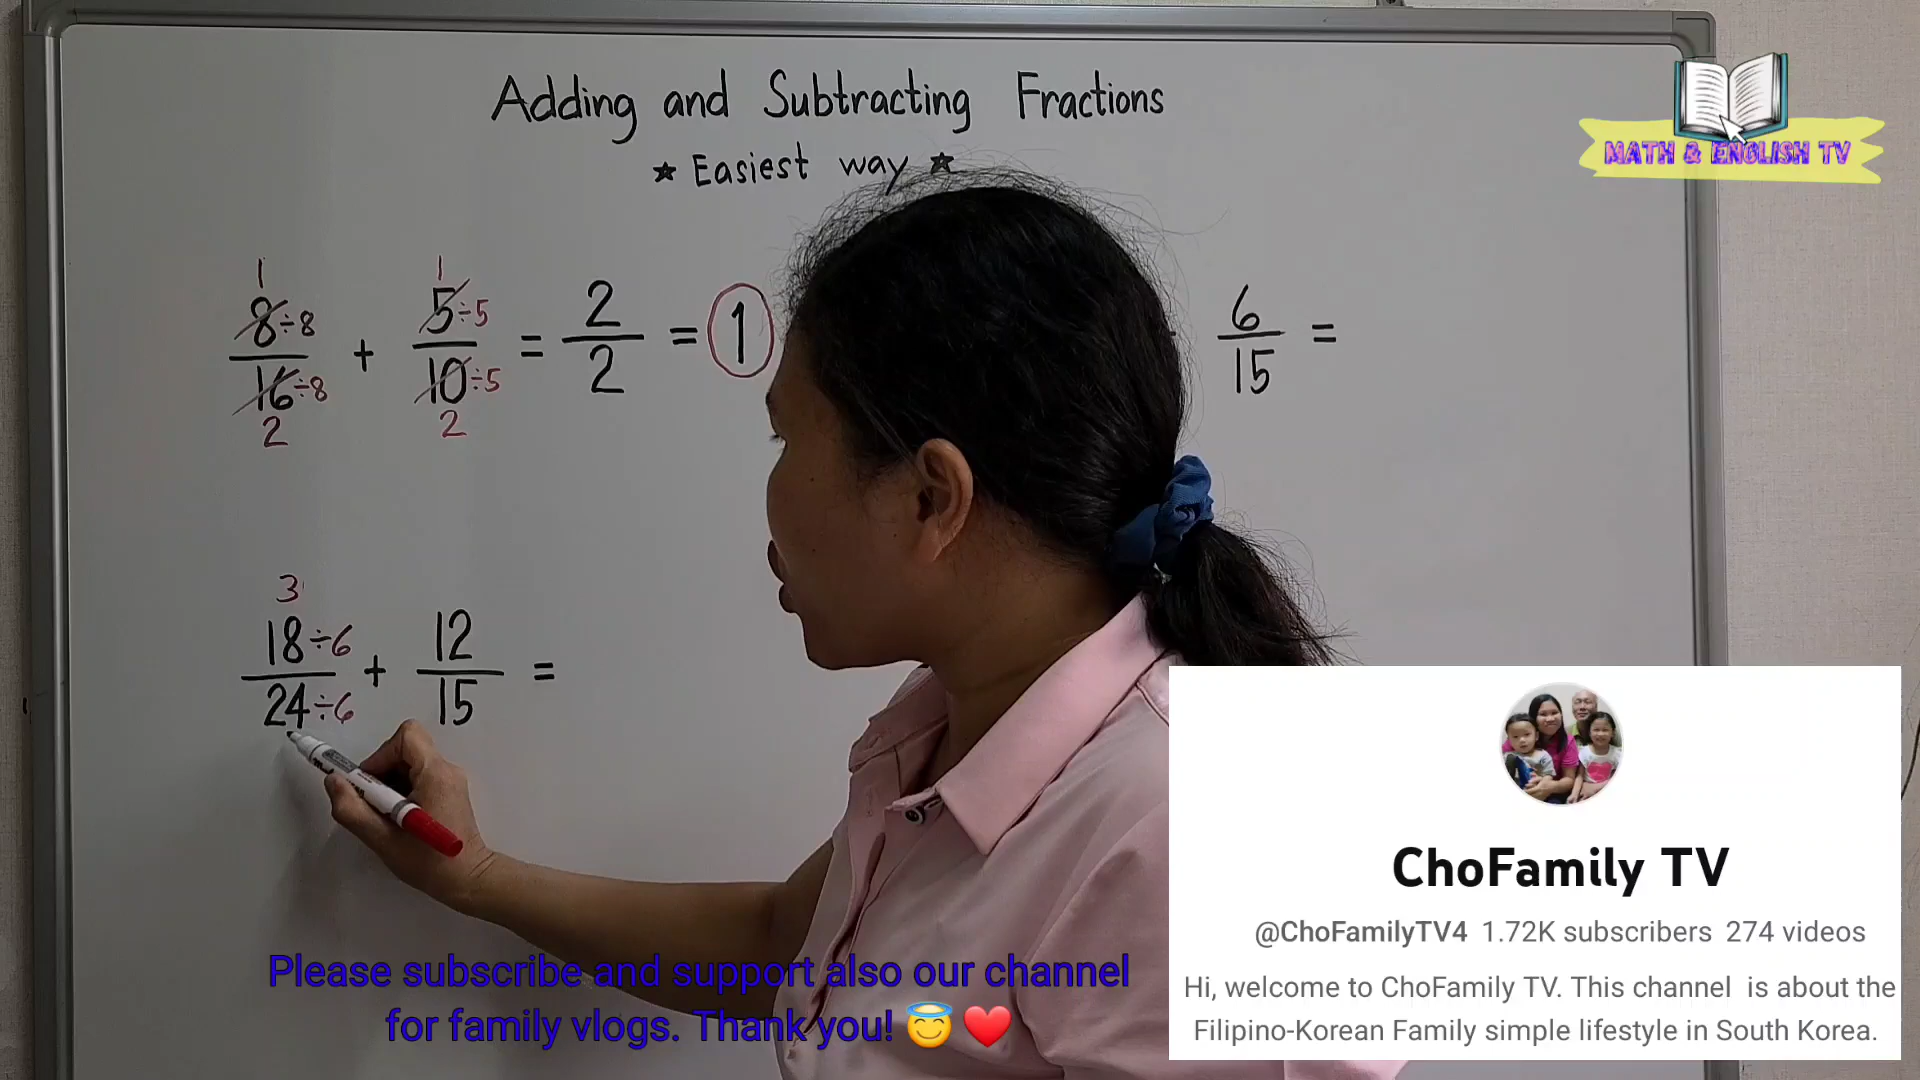 Adding and Subtracting Fractions
★ Easiest way ★
MATH & ENGLISH TV
1 1
8÷8 + 5÷5 = 2 = 1 6 =
16÷8 10÷5 2 15
2 2
3
18÷6 + 12 =
24÷6 15
ChoFamily TV
@ChoFamilyTV4 1.72K subscribers 274 videos
Hi, welcome to ChoFamily TV. This channel is about the
Filipino-Korean Family simple lifestyle in South Korea.
Please subscribe and support also our channel
for family vlogs. Thank you! 😇❤️